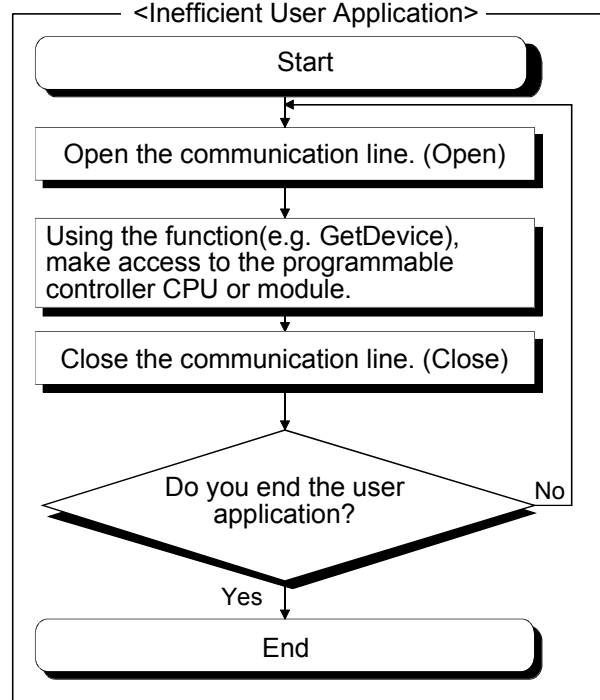 <Inefficient User Application>
Start
Open the communication line. (Open)
Using the function(e.g. GetDevice),
make access to the programmable
controller CPU or module.
Close the communication line. (Close)
Do you end the user
application?
No
Yes
End